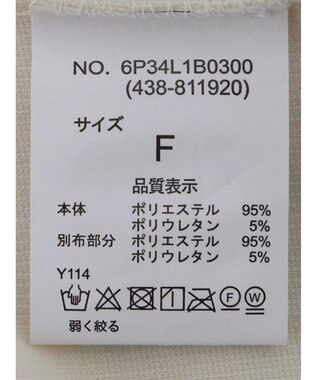 NO. 6P34L1B0300
(438-811920)
サイズ
F
品質表示
本体 ポリエステル 95%
ポリウレタン 5%
別布部分 ポリエステル 95%
ポリウレタン 5%
Y114
F W
弱く絞る